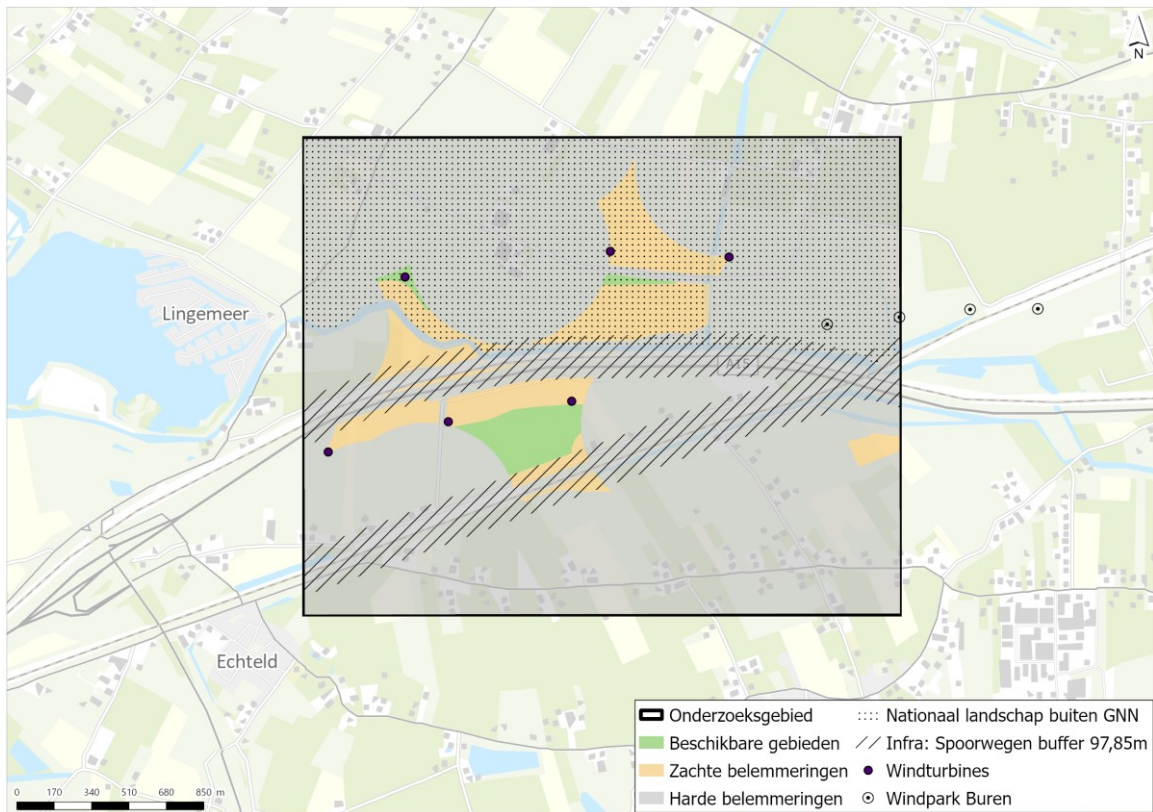 N
Lingemeer
A15
Echteld
Onderzoeksgebied
Beschikbare gebieden
Zachte belemmeringen
Harde belemmeringen
Nationaal landschap buiten GNN
Infra: Spoorwegen buffer 97,85m
Windturbines
Windpark Buren
0 170 340 510 680 850 m